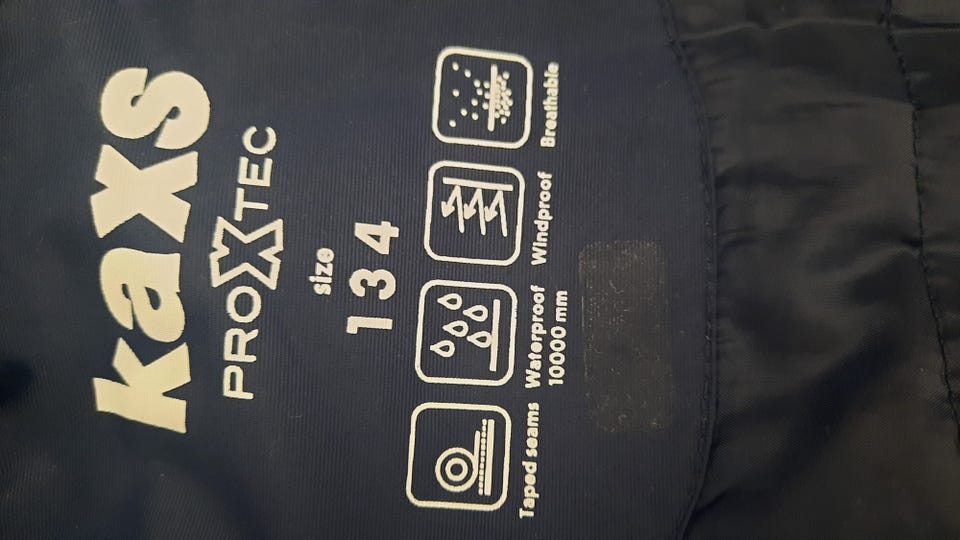 kaxs
PROXTEC
size
134
Taped seams
Waterproof
10000 mm
Windproof
Breathable